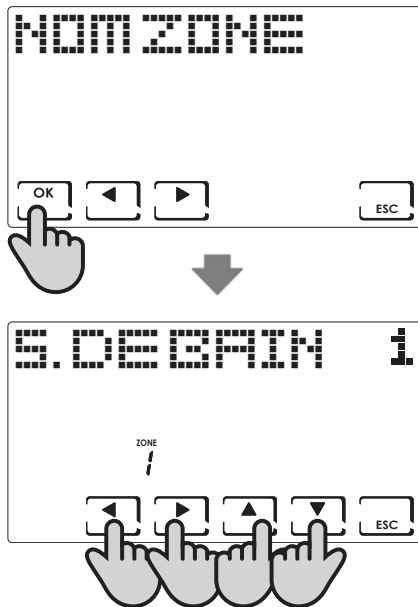 NOM ZONE
OK ◀ ▶ ESC
S.DE BAIN 1
ZONE
1
◀ ▶ ▲ ▼ ESC